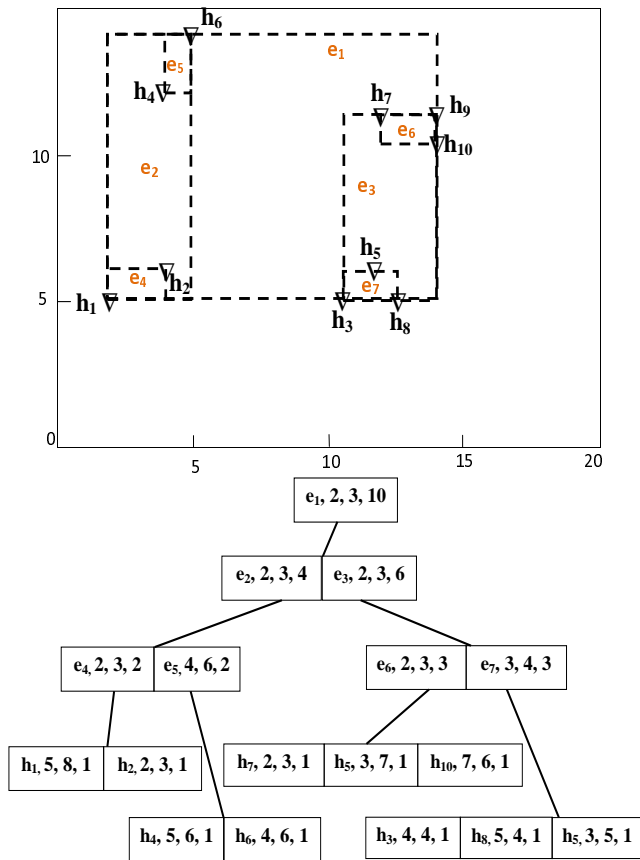 h6
e1
e5
h4
h7
h9
e6
h10
10
e2
e3
h5
e4
h2
e7
5
h1
h3
h8
0
5
10
15
20
e1, 2, 3, 10
e2, 2, 3, 4 e3, 2, 3, 6
e4, 2, 3, 2 e5, 4, 6, 2 e6, 2, 3, 3 e7, 3, 4, 3
h1, 5, 8, 1 h2, 2, 3, 1 h7, 2, 3, 1 h5, 3, 7, 1 h10, 7, 6, 1
h4, 5, 6, 1 h6, 4, 6, 1 h3, 4, 4, 1 h8, 5, 4, 1 h5, 3, 5, 1